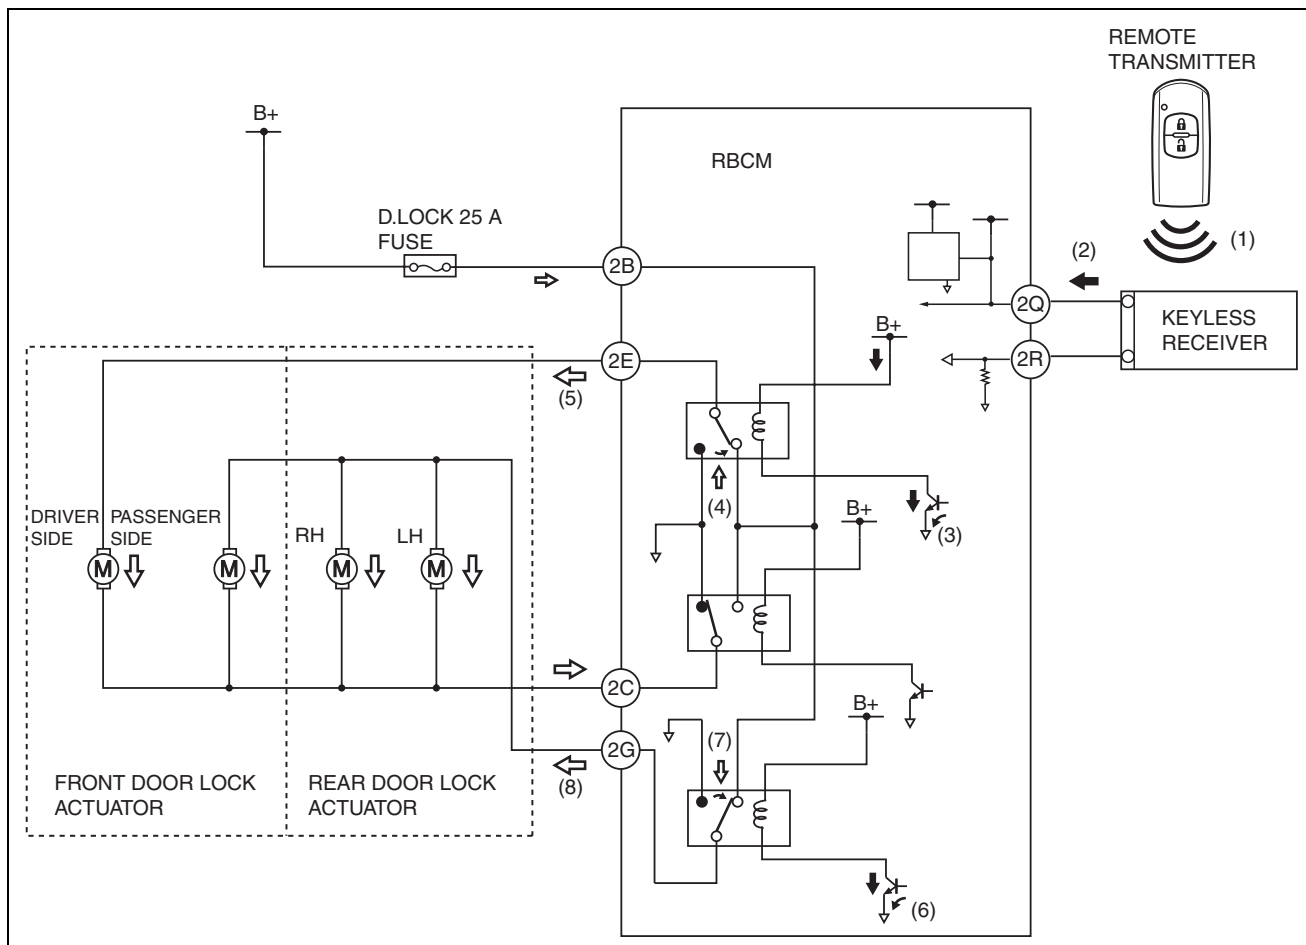 REMOTE
TRANSMITTER
B+
RBCM
D.LOCK 25 A
FUSE
(1)
(2)
2B
2Q
KEYLESS
RECEIVER
B+
2E
2R
(5)
(4)
B+
(3)
DRIVER
SIDE
PASSENGER
SIDE
RH
LH
M
M
M
M
2C
B+
2G
(7)
(8)
FRONT DOOR LOCK
ACTUATOR
REAR DOOR LOCK
ACTUATOR
(6)